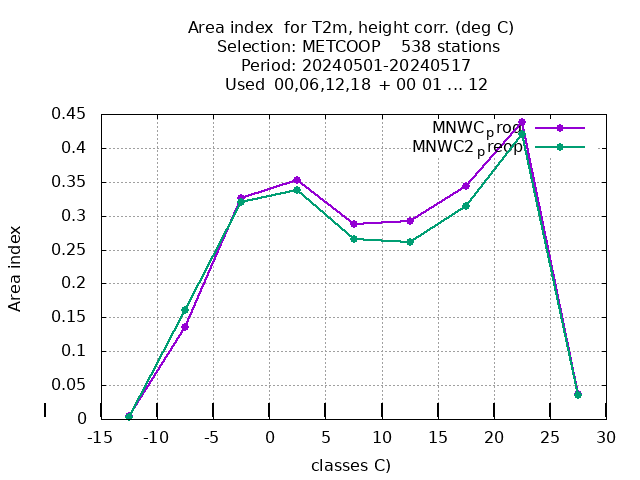 Area index  for T2m, height corr. (deg C)
Selection: METCOOP    538 stations
Period: 20240501-20240517
Used  00,06,12,18  + 00 01 ... 12
MNWCprod
MNWC2preop
0.45
0.4
0.35
0.3
0.25
0.2
0.15
0.1
0.05
0
Area index
-15 -10 -5 0 5 10 15 20 25 30
classes C)